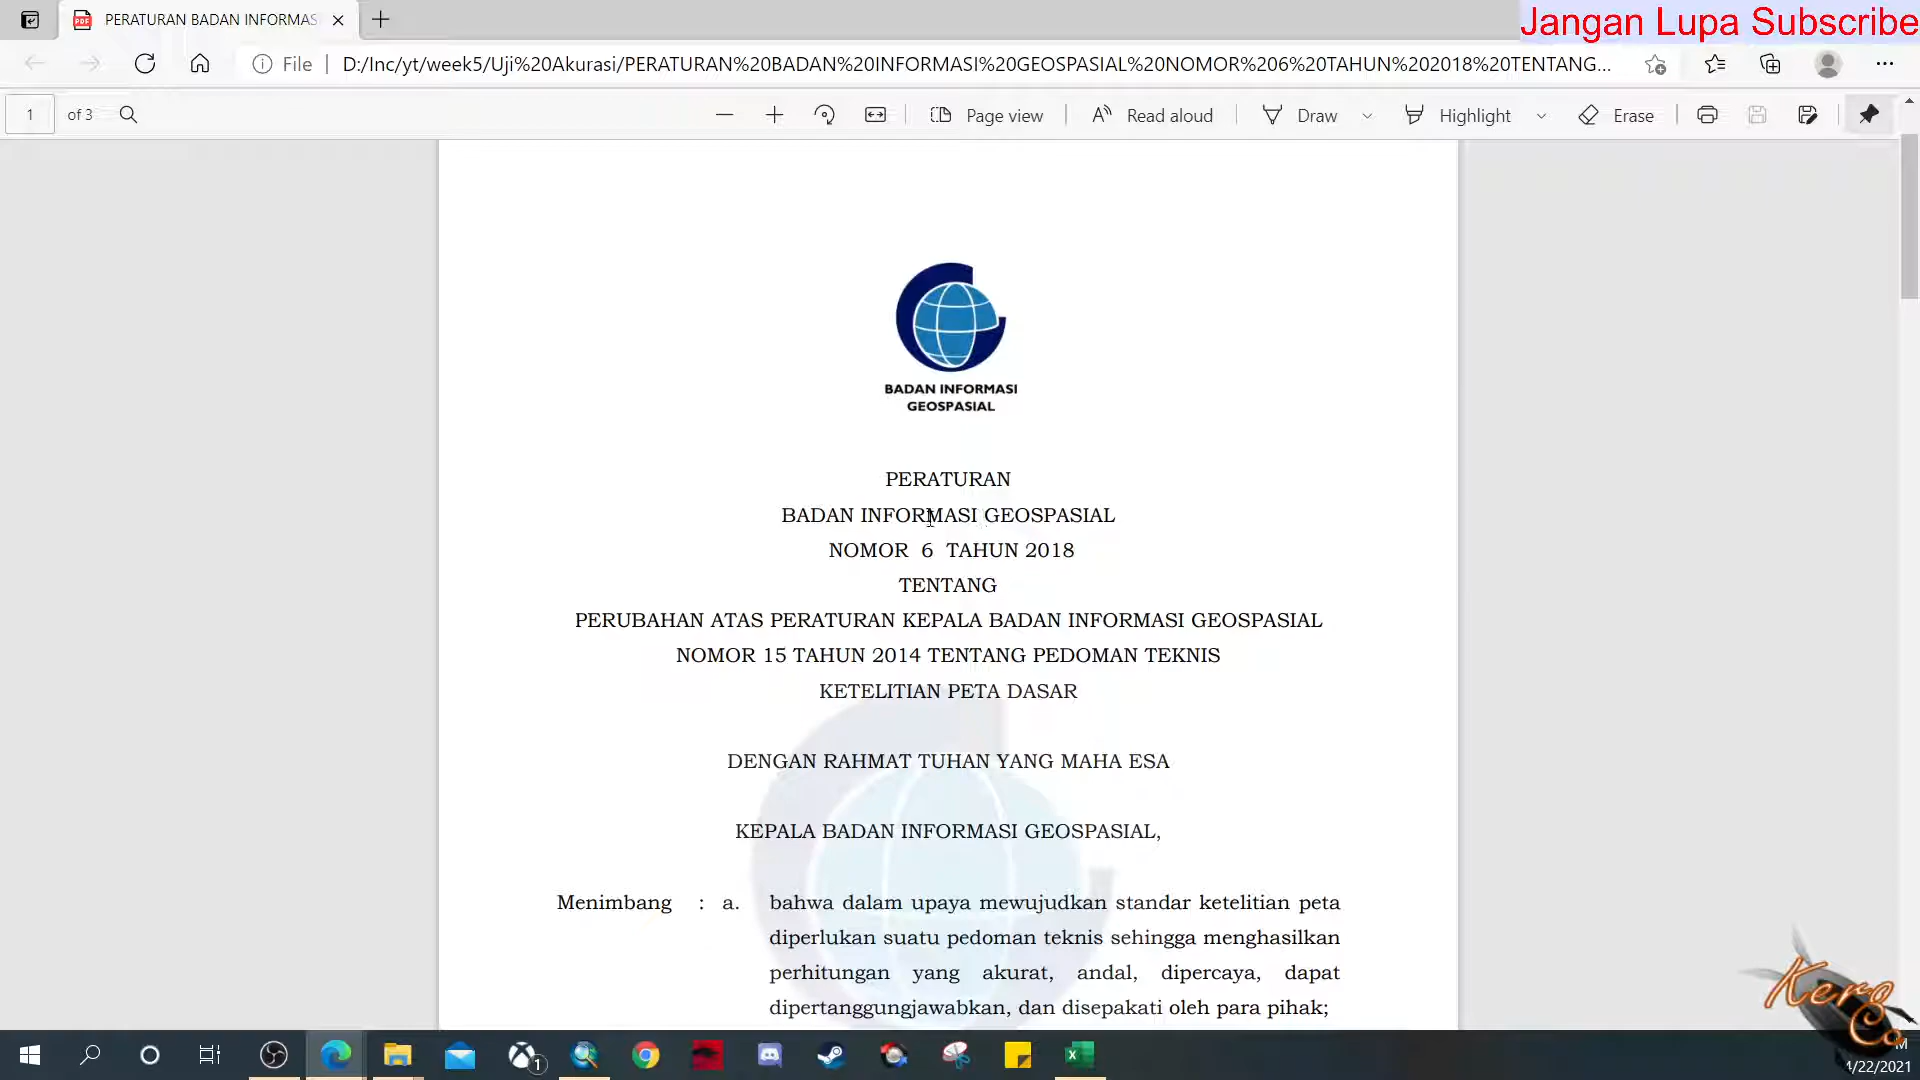 PERATURAN BADAN INFORMAS
Jangan Lupa Subscribe
File
D:/Inc/yt/week5/Uji%20Akurasi/PERATURAN%20BADAN%20INFORMASI%20GEOSPASIAL%20NOMOR%206%20TAHUN%202018%20TENTANG...
1 of 3
Page view
Read aloud
Draw
Highlight
Erase
BADAN INFORMASI
GEOSPASIAL
PERATURAN
BADAN INFORMASI GEOSPASIAL
NOMOR 6 TAHUN 2018
TENTANG
PERUBAHAN ATAS PERATURAN KEPALA BADAN INFORMASI GEOSPASIAL
NOMOR 15 TAHUN 2014 TENTANG PEDOMAN TEKNIS
KETELITIAN PETA DASAR
DENGAN RAHMAT TUHAN YANG MAHA ESA
KEPALA BADAN INFORMASI GEOSPASIAL,
Menimbang : a. bahwa dalam upaya mewujudkan standar ketelitian peta
diperlukan suatu pedoman teknis sehingga menghasilkan
perhitungan yang akurat, andal, dipercaya, dapat
dipertanggungjawabkan, dan disepakati oleh para pihak;
Kero
Co
1
M
4/22/2021